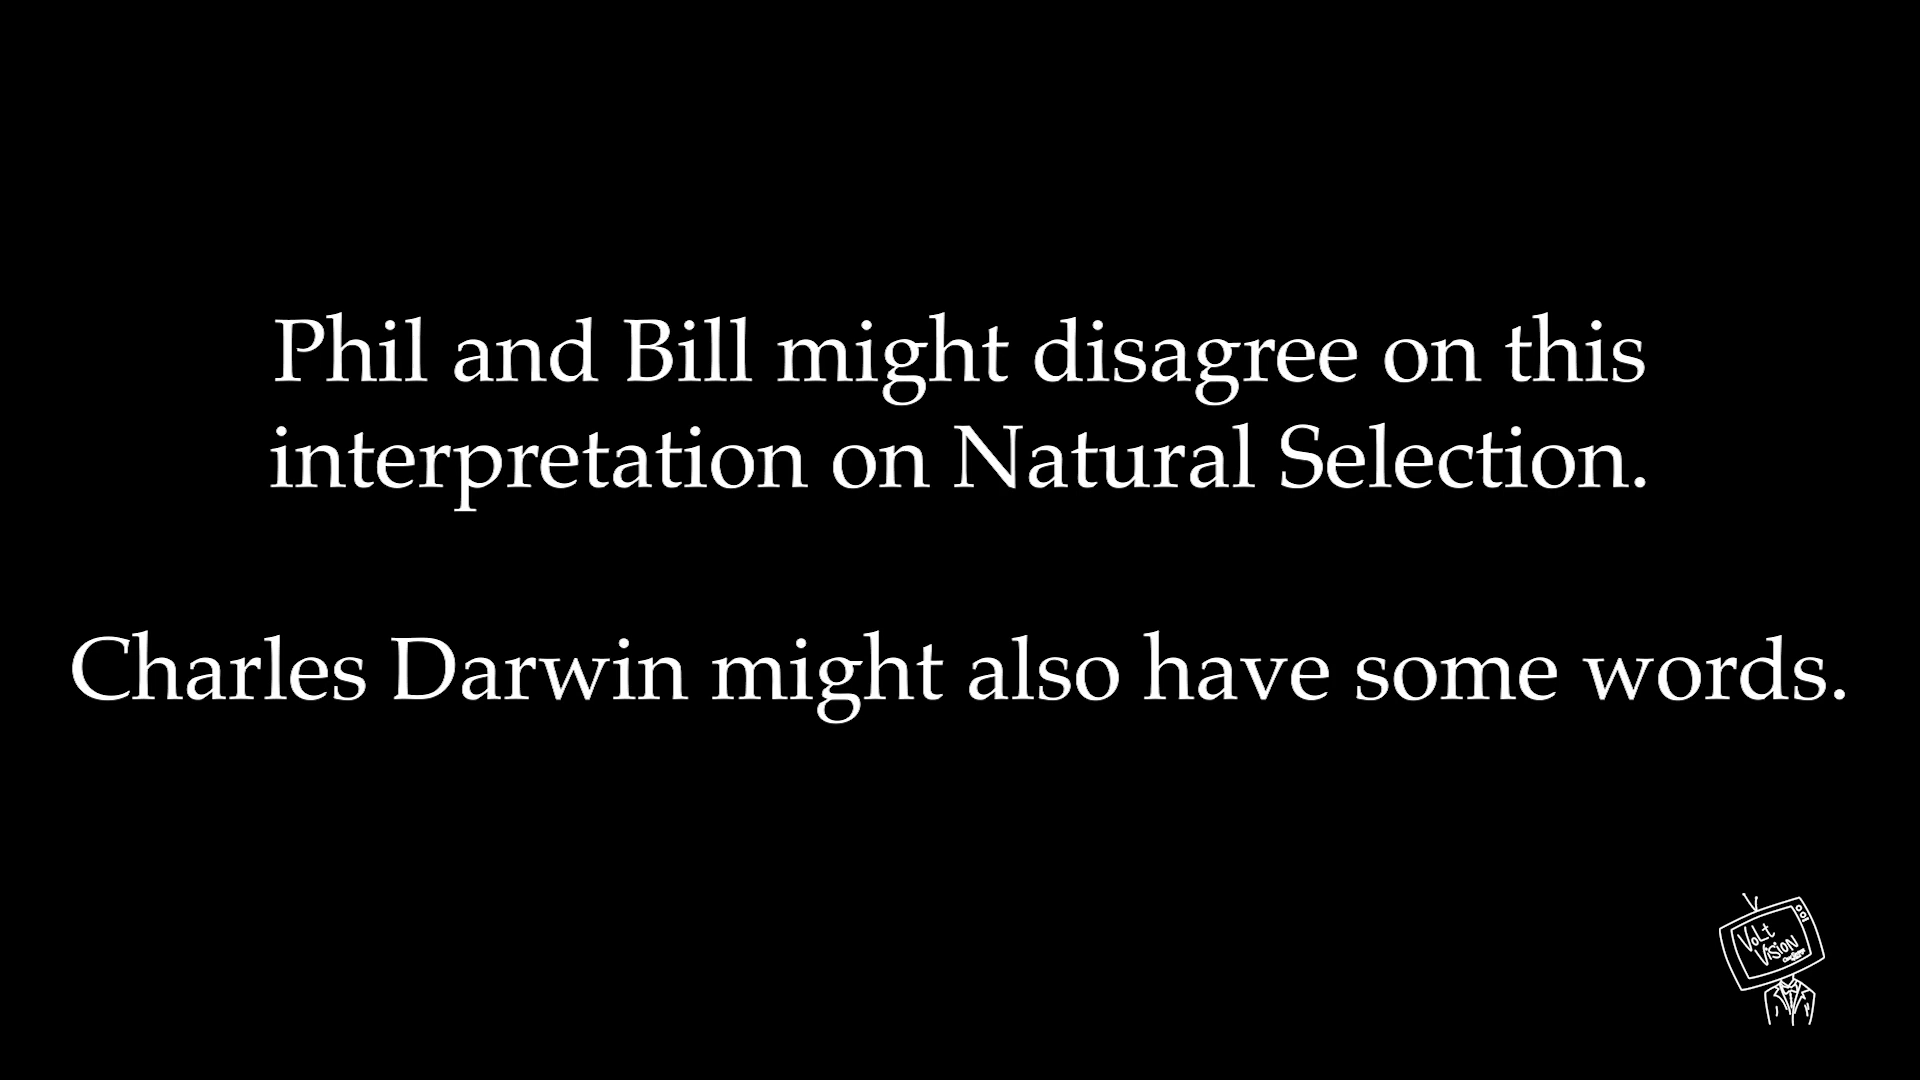 Phil and Bill might disagree on this
interpretation on Natural Selection.
Charles Darwin might also have some words.
VoLt
VisioN